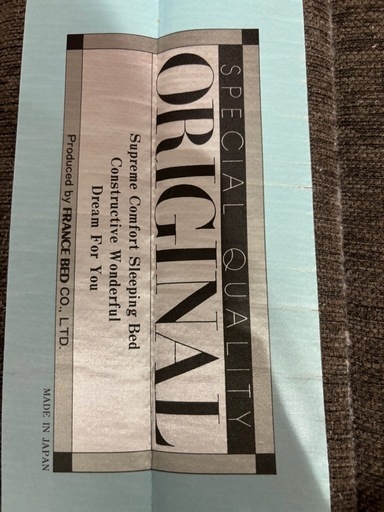 SPECIAL QUALITY
ORIGINAL
Supreme Comfort Sleeping Bed
Constructive Wonderful
Dream For You
Produced by FRANCE BED CO., LTD.
MADE IN JAPAN